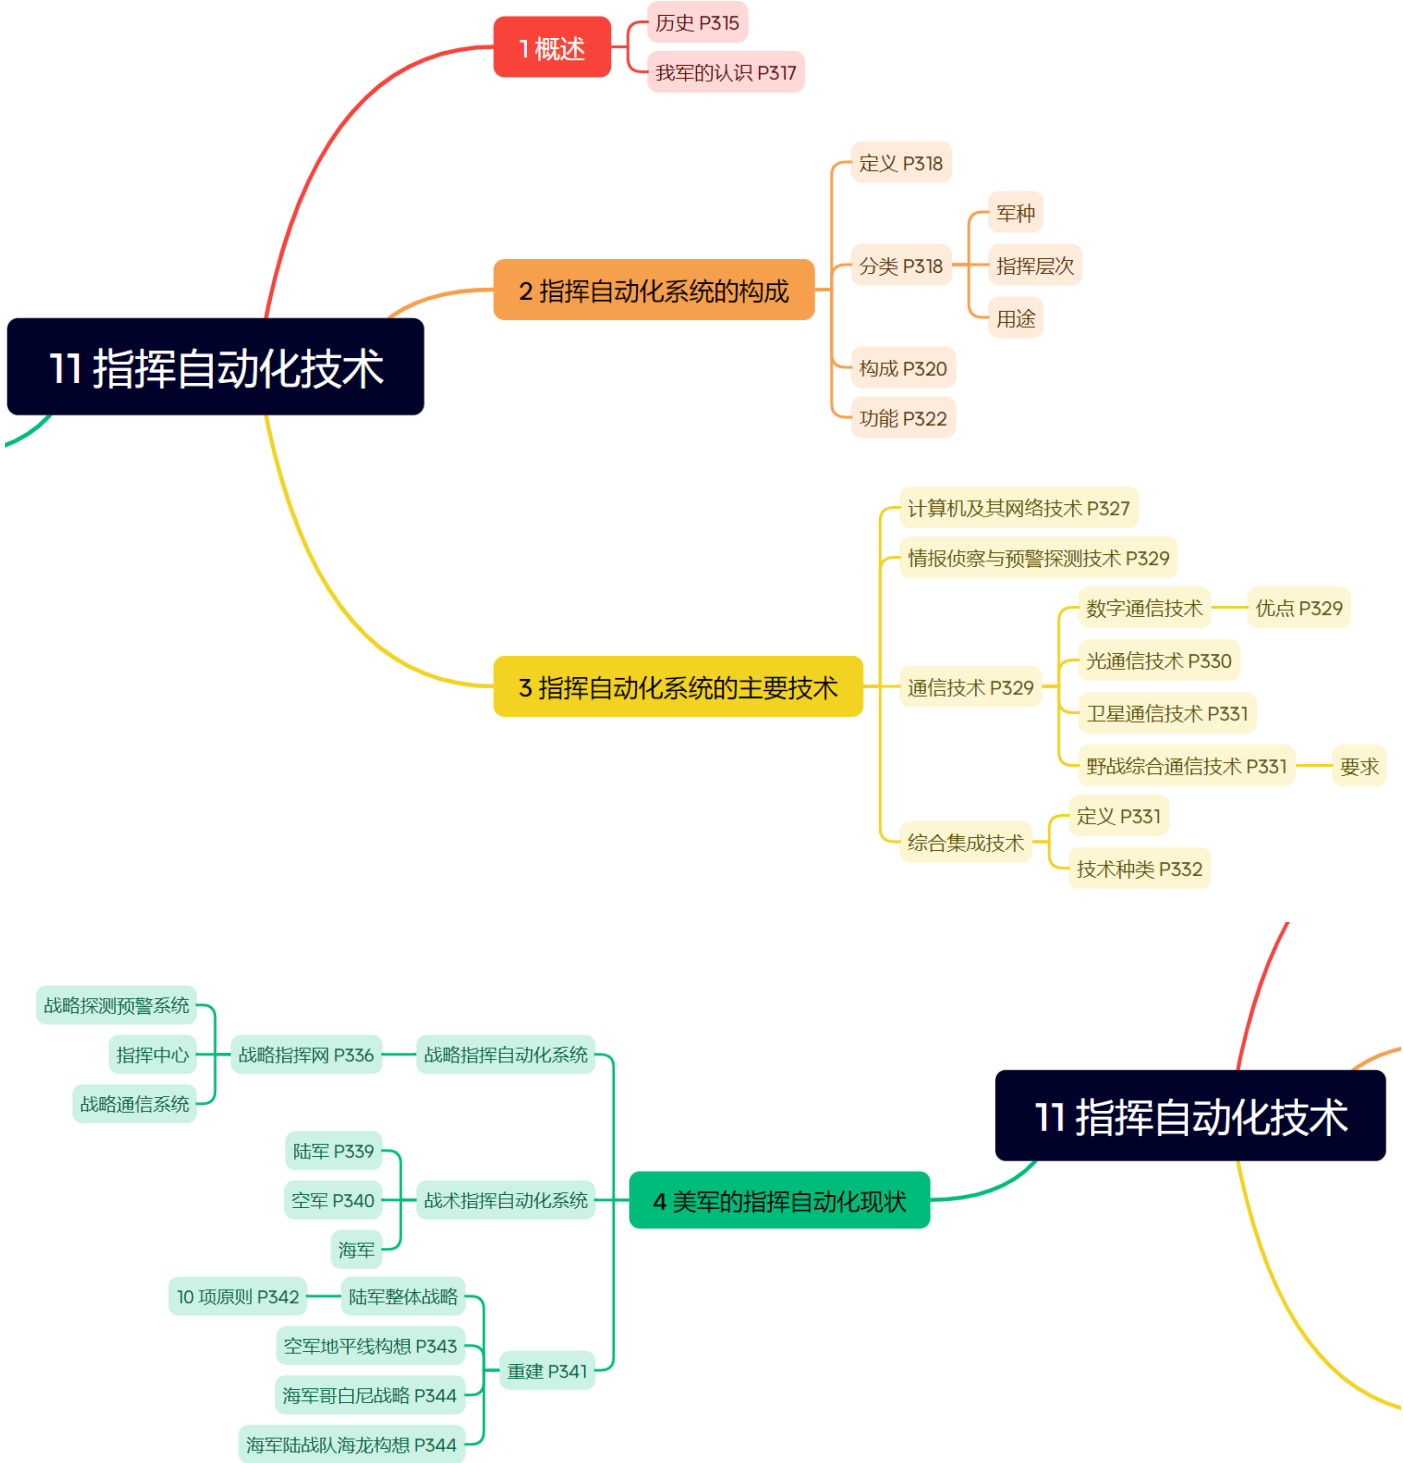 1 概述
历史 P315
我军的认识 P317
11 指挥自动化技术
2 指挥自动化系统的构成
定义 P318
分类 P318
军种
指挥层次
用途
构成 P320
功能 P322
3 指挥自动化系统的主要技术
计算机及其网络技术 P327
情报侦察与预警探测技术 P329
通信技术 P329
数字通信技术
优点 P329
光通信技术 P330
卫星通信技术 P331
野战综合通信技术 P331
要求
综合集成技术
定义 P331
技术种类 P332
11 指挥自动化技术
4 美军的指挥自动化现状
战略指挥自动化系统
战略指挥网 P336
战略探测预警系统
指挥中心
战略通信系统
战术指挥自动化系统
陆军 P339
空军 P340
海军
重建 P341
陆军整体战略
10 项原则 P342
空军地平线构想 P343
海军哥白尼战略 P344
海军陆战队海龙构想 P344